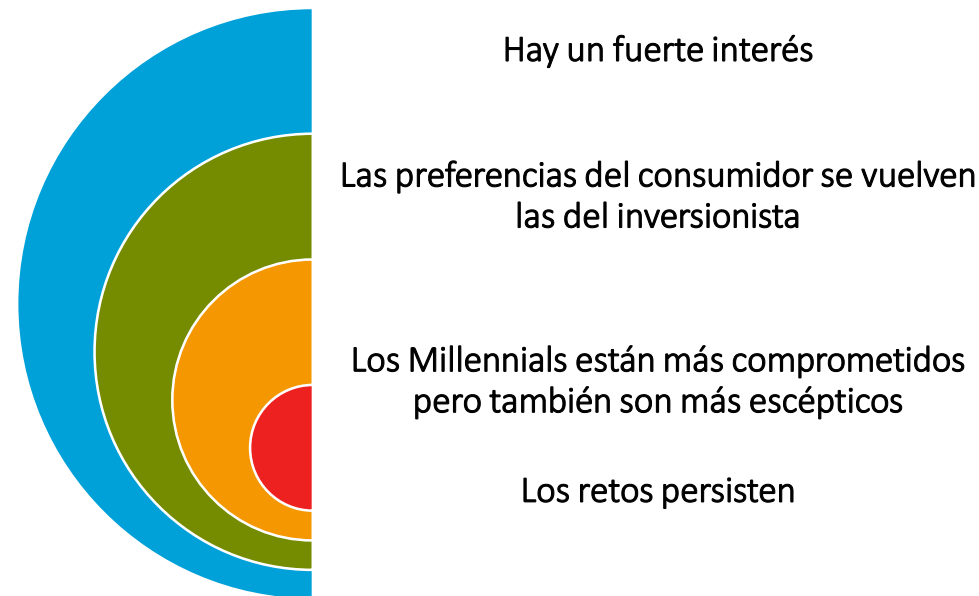 Hay un fuerte interés
Las preferencias del consumidor se vuelven
las del inversionista
Los Millennials están más comprometidos
pero también son más escépticos
Los retos persisten